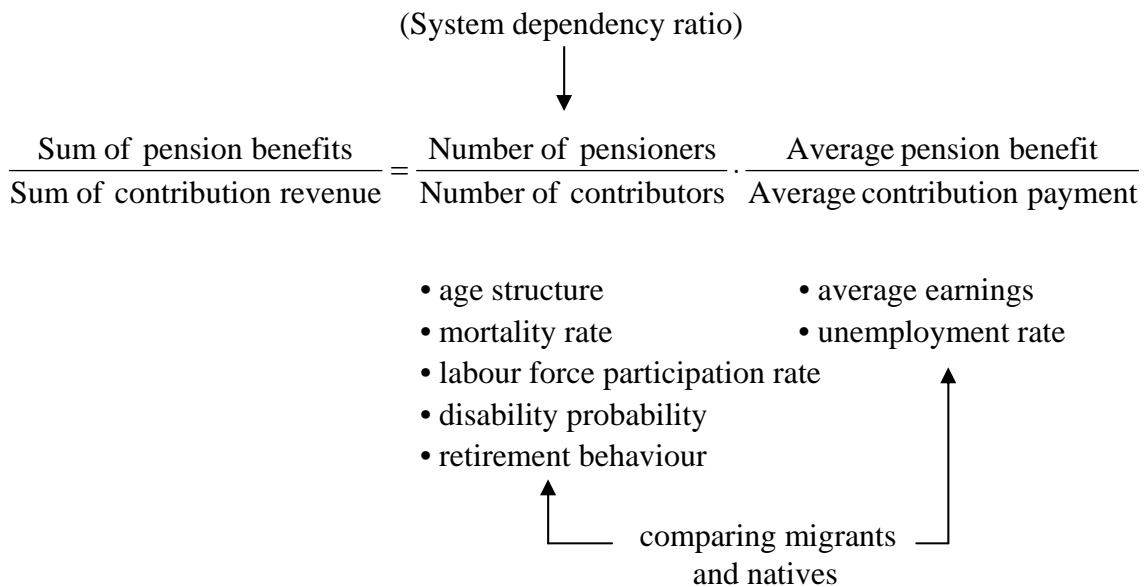 (System dependency ratio)
Sum of pension benefits
Sum of contribution revenue
=
Number of pensioners
Number of contributors
·
Average pension benefit
Average contribution payment
• age structure
• mortality rate
• labour force participation rate
• disability probability
• retirement behaviour
• average earnings
• unemployment rate
comparing migrants
and natives